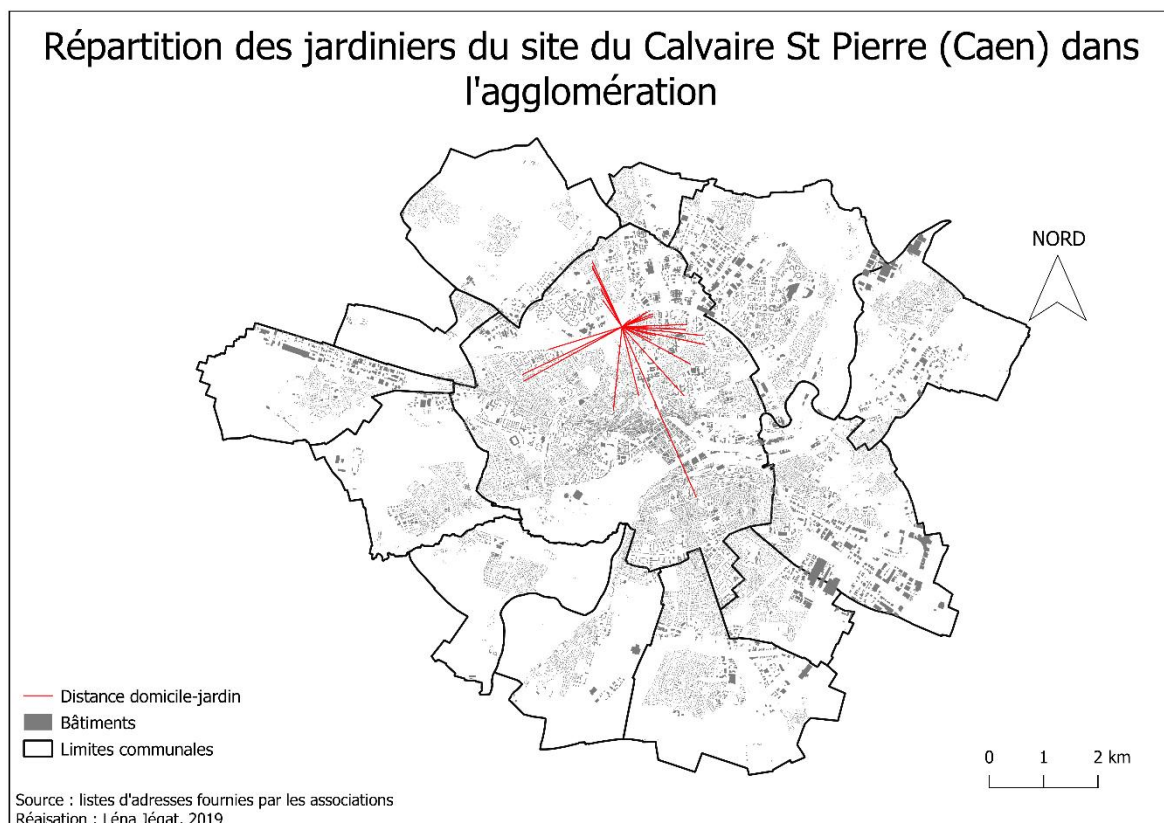 Répartition des jardiniers du site du Calvaire St Pierre (Caen) dans
l'agglomération
NORD
Distance domicile-jardin
Bâtiments
Limites communales
0 1 2 km
Source : listes d'adresses fournies par les associations
Réaisation : Léna Jégat, 2019